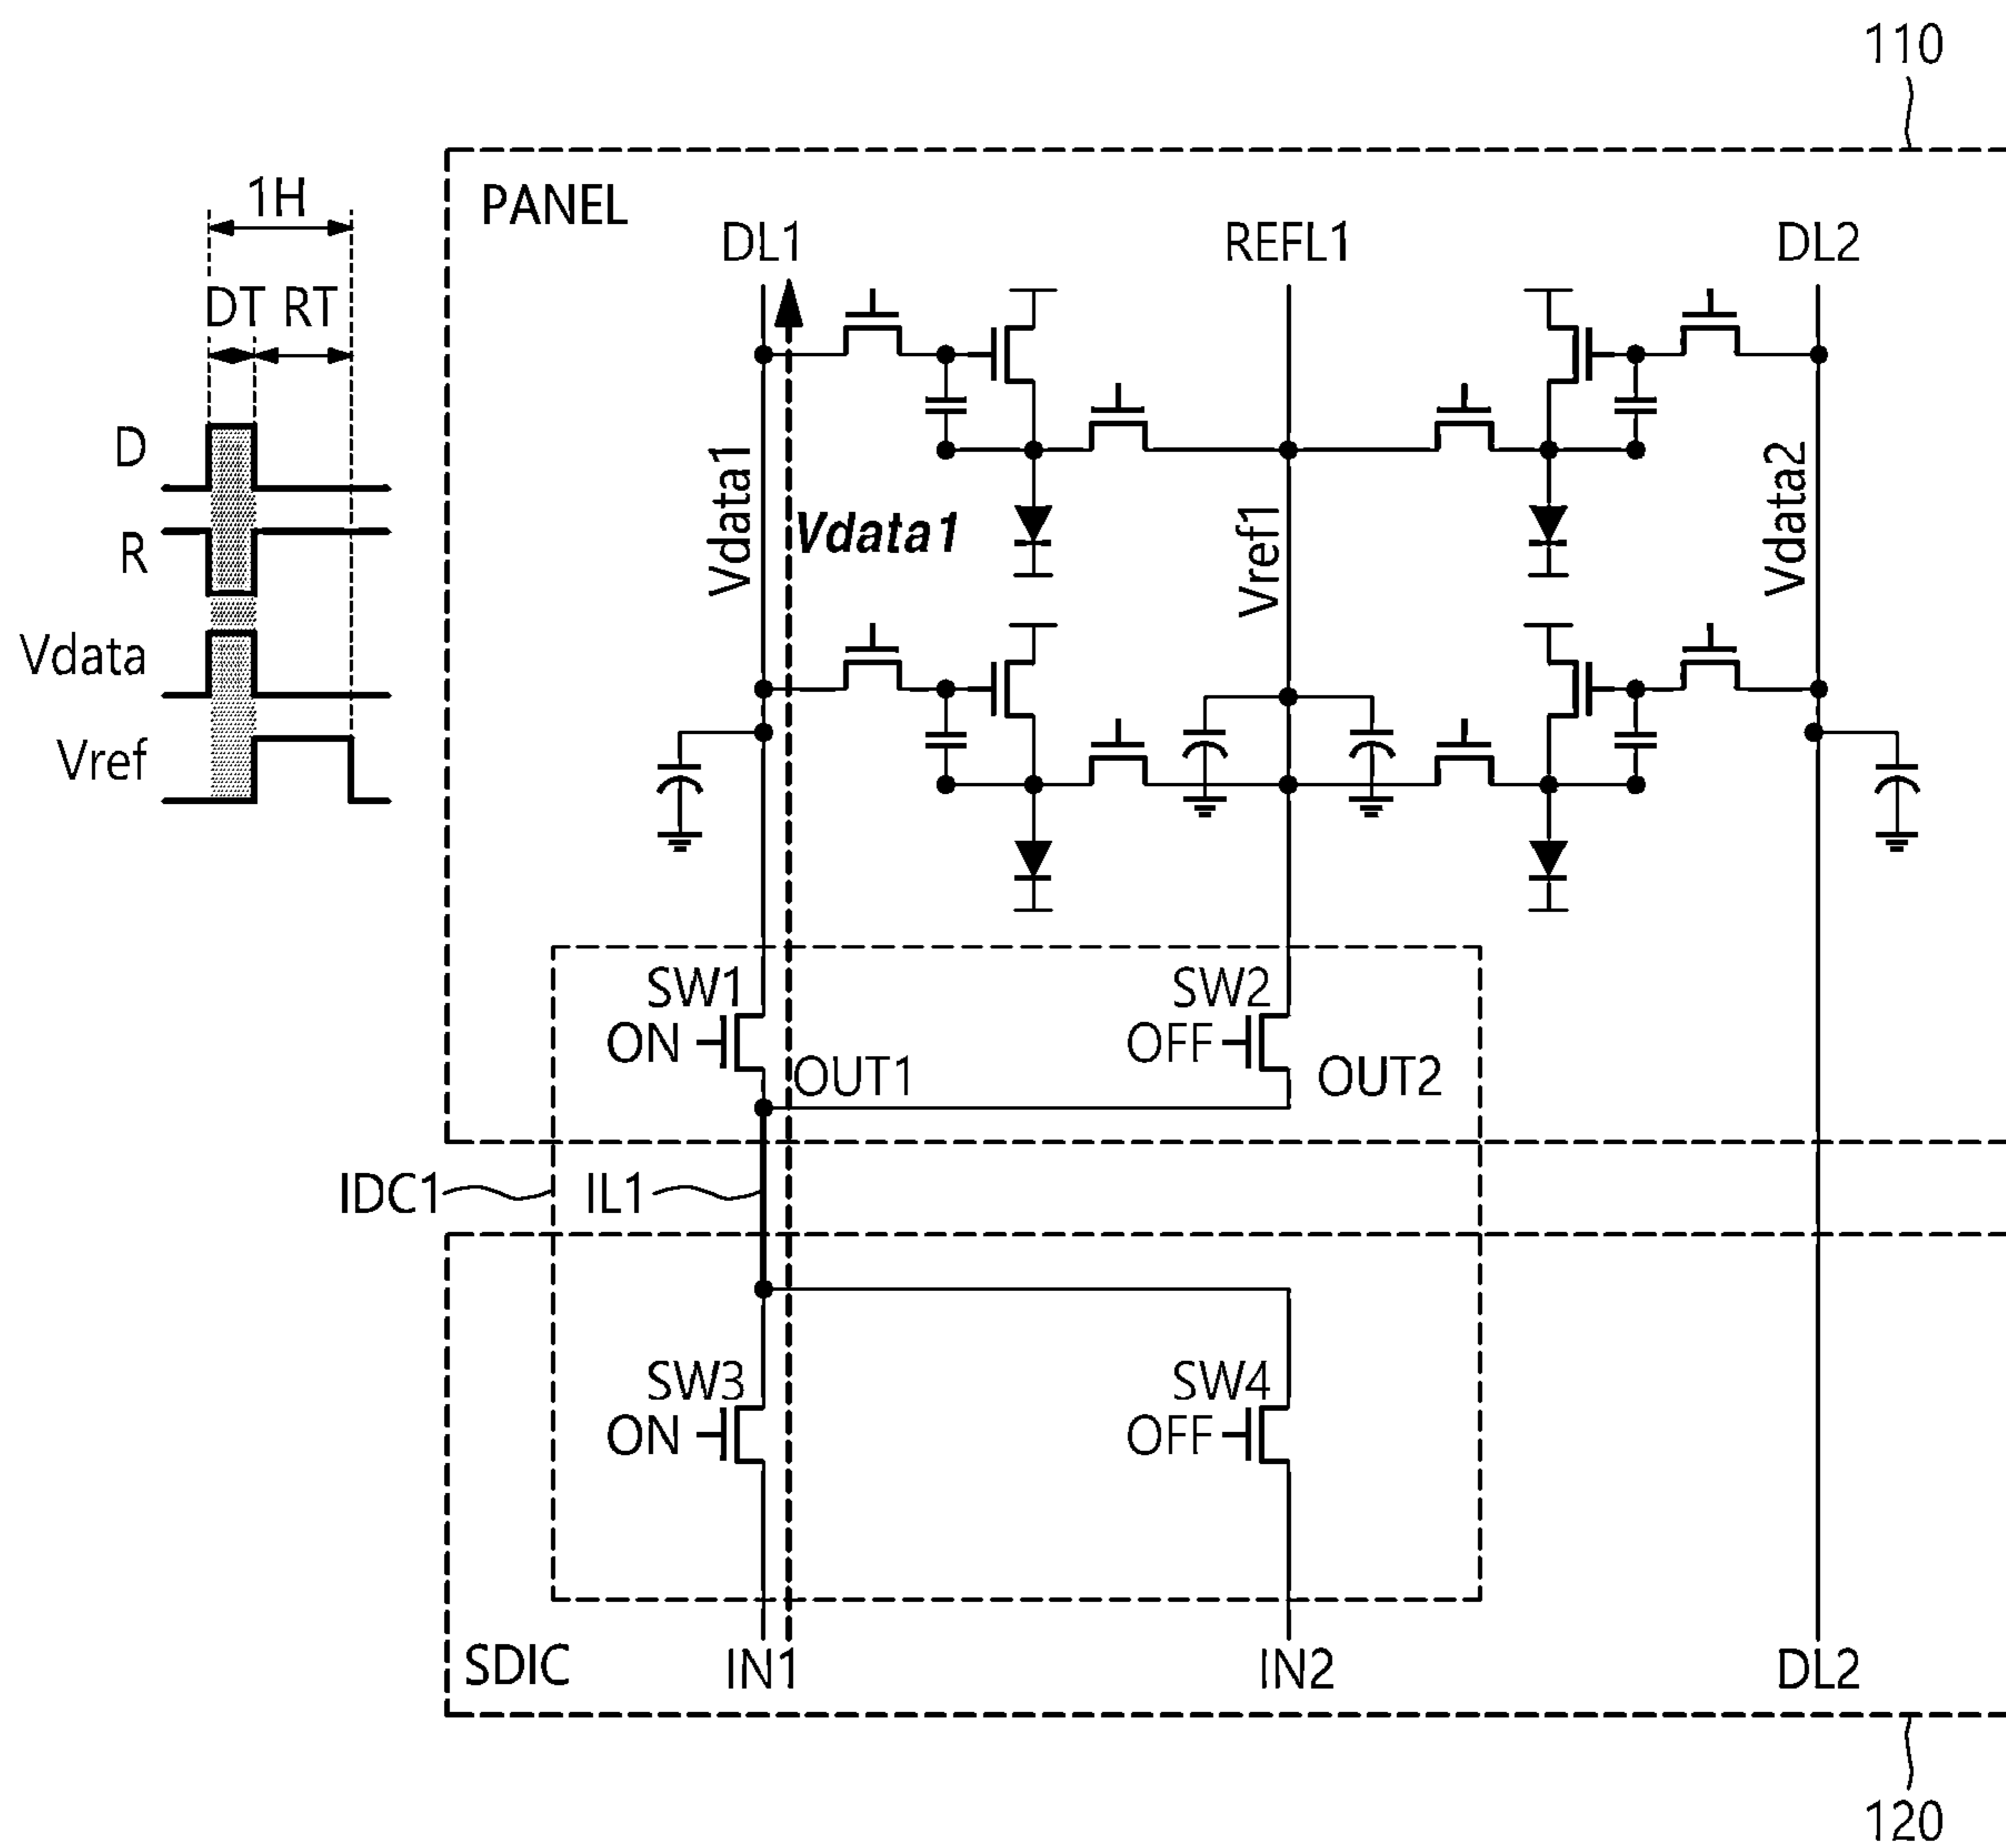 110
1H
PANEL
DL1
REFL1
DL2
DT
RT
D
Vdata1
Vdata1
Vref1
Vdata2
R
Vdata
Vref
SW1
SW2
ON
OFF
OUT1
OUT2
IDC1
IL1
SW3
SW4
ON
OFF
SDIC
IN1
IN2
DL2
120